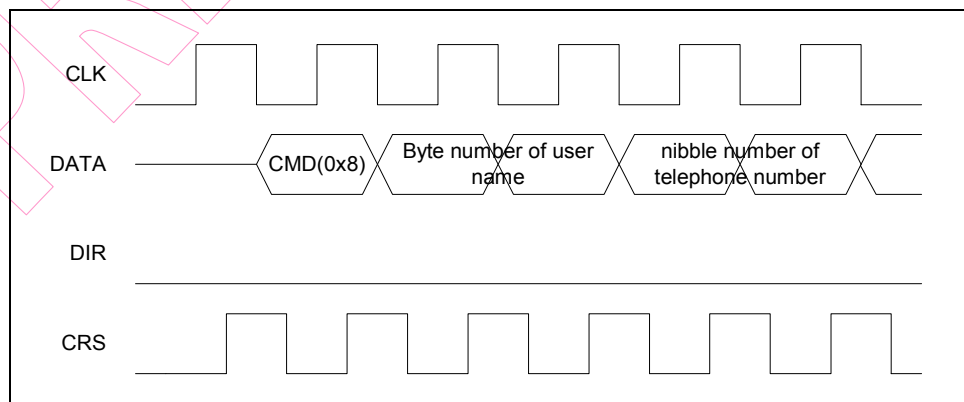 CLK
DATA
CMD(0x8)
Byte number of user
name
nibble number of
telephone number
DIR
CRS